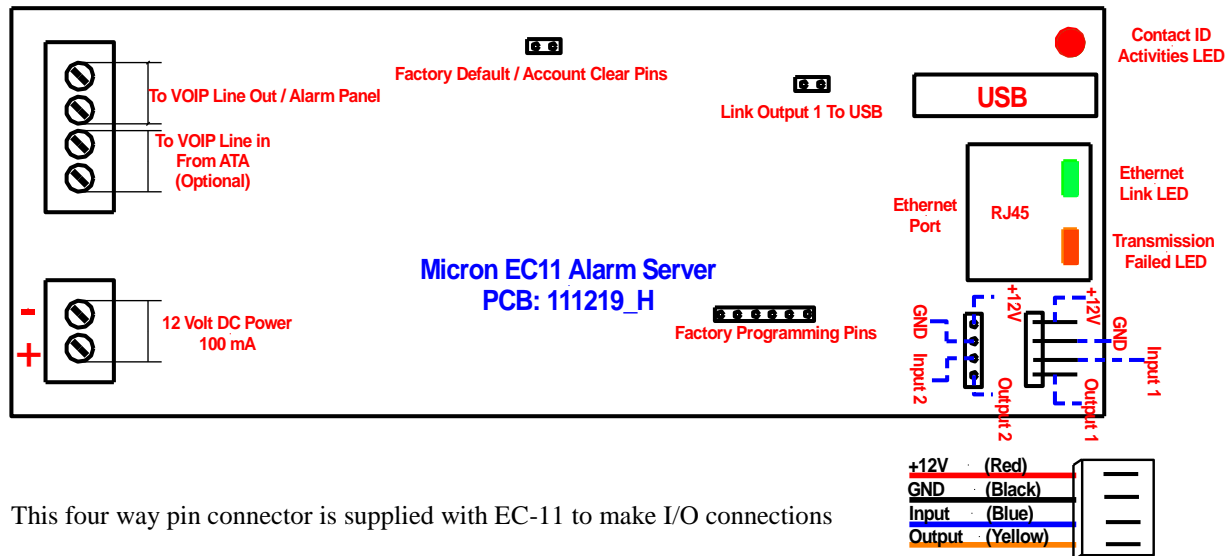 Contact ID
Activities LED
Factory Default / Account Clear Pins
To VOIP Line Out / Alarm Panel
USB
Link Output 1 To USB
To VOIP Line in
From ATA
(Optional)
Ethernet
Link LED
Ethernet
Port
RJ45
Transmission
Failed LED
Micron EC11 Alarm Server
PCB: 111219_H
-
+
12 Volt DC Power
100 mA
Factory Programming Pins
GND
Input 2
+12V
Output 2
+12V
GND
Input 1
Output 1
+12V (Red)
GND (Black)
Input (Blue)
Output (Yellow)
This four way pin connector is supplied with EC-11 to make I/O connections